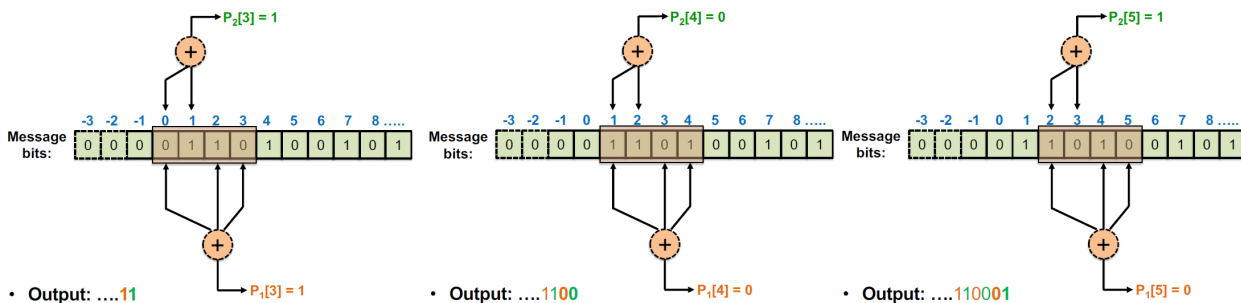 P₂[3] = 1
+
-3 -2 -1 0 1 2 3 4 5 6 7 8 …..
Message bits:
0 0 0 0 1 1 0 1 0 0 1 0 1
+
P₁[3] = 1
• Output: ….11
P₂[4] = 0
+
-3 -2 -1 0 1 2 3 4 5 6 7 8 …..
Message bits:
0 0 0 0 1 1 0 1 0 0 1 0 1
+
P₁[4] = 0
• Output: ….1100
P₂[5] = 1
+
-3 -2 -1 0 1 2 3 4 5 6 7 8 …..
Message bits:
0 0 0 0 1 1 0 1 0 0 1 0 1
+
P₁[5] = 0
• Output: ….110001